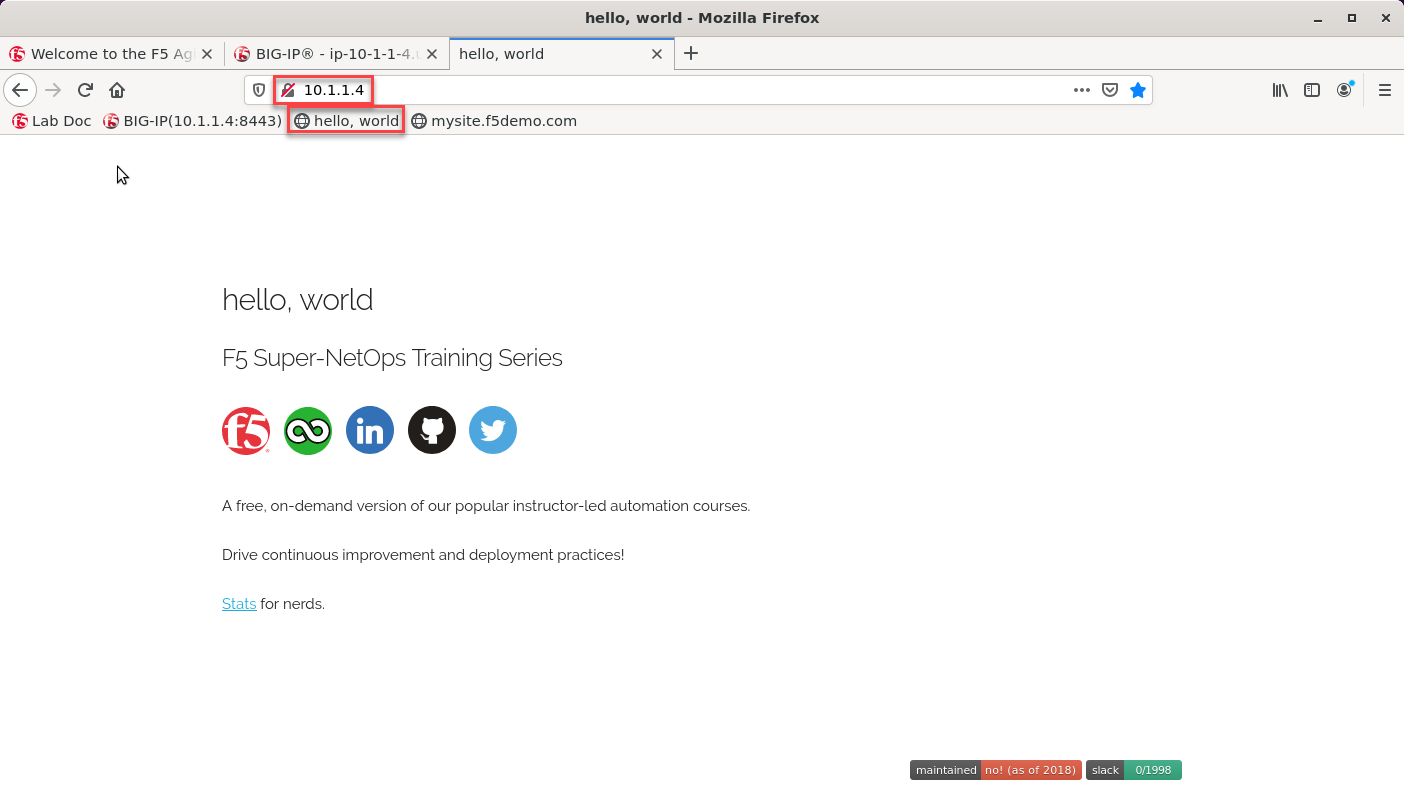 hello, world - Mozilla Firefox
Welcome to the F5 Ag
BIG-IP® - ip-10-1-1-4.
hello, world
10.1.1.4
Lab Doc
BIG-IP(10.1.1.4:8443)
hello, world
mysite.f5demo.com
hello, world
F5 Super-NetOps Training Series
f5
in
A free, on-demand version of our popular instructor-led automation courses.
Drive continuous improvement and deployment practices!
Stats for nerds.
maintained no! (as of 2018)
slack 0/1998